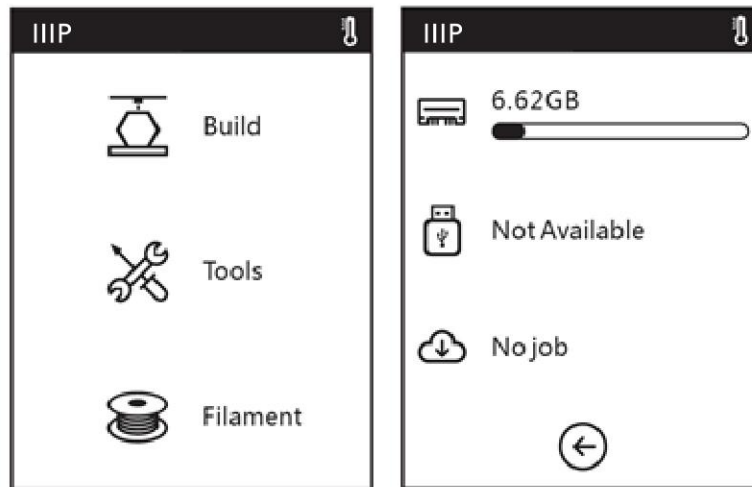 IIIP
Build
Tools
Filament
IIIP
6.62GB
Not Available
No job